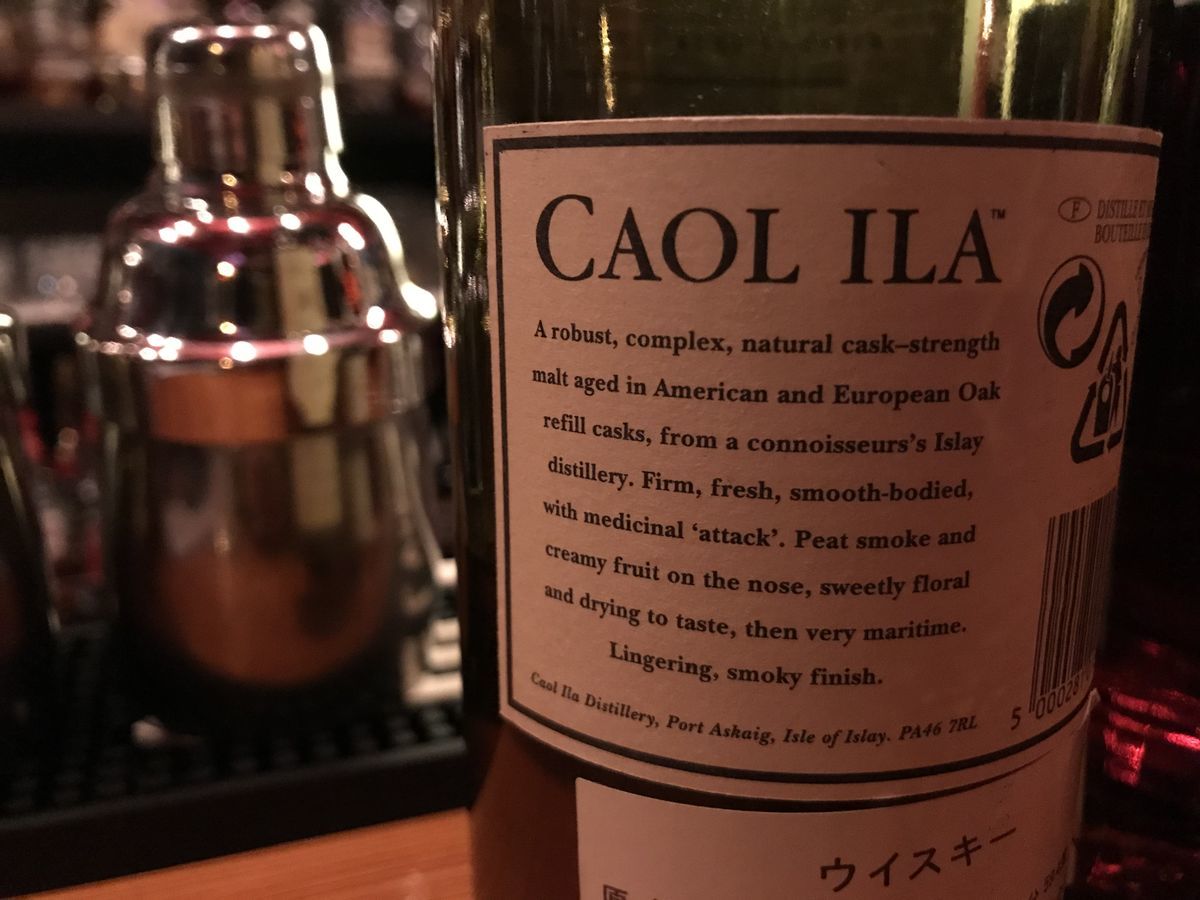 CAOL ILA™
A robust, complex, natural cask–strength
malt aged in American and European Oak
refill casks, from a connoisseurs's Islay
distillery. Firm, fresh, smooth-bodied,
with medicinal ‘attack’. Peat smoke and
creamy fruit on the nose, sweetly floral
and drying to taste, then very maritime.
Lingering, smoky finish.
Caol Ila Distillery, Port Askaig, Isle of Islay. PA46 7RL
F DISTILLE
5 000281
ウイスキー